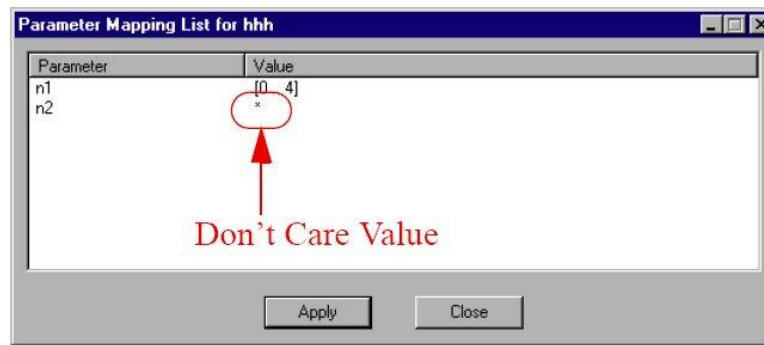 Parameter Mapping List for hhh
Parameter Value
n1 [0 , 4]
n2 *
Don't Care Value
Apply Close